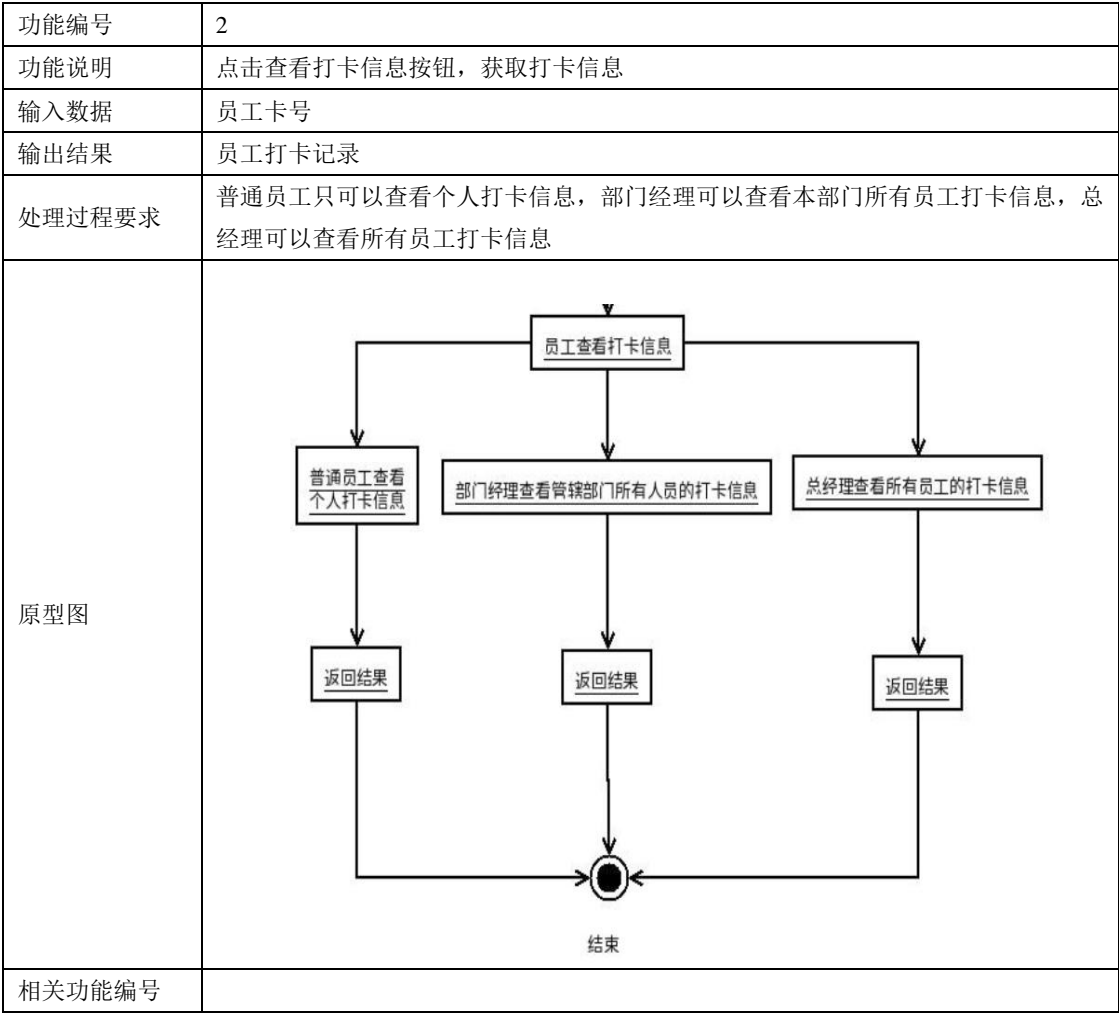 功能编号
2
功能说明
点击查看打卡信息按钮，获取打卡信息
输入数据
员工卡号
输出结果
员工打卡记录
处理过程要求
普通员工只可以查看个人打卡信息，部门经理可以查看本部门所有员工打卡信息，总
经理可以查看所有员工打卡信息
原型图
员工查看打卡信息
普通员工查看
个人打卡信息
部门经理查看管辖部门所有人员的打卡信息
总经理查看所有员工的打卡信息
返回结果
返回结果
返回结果
结束
相关功能编号